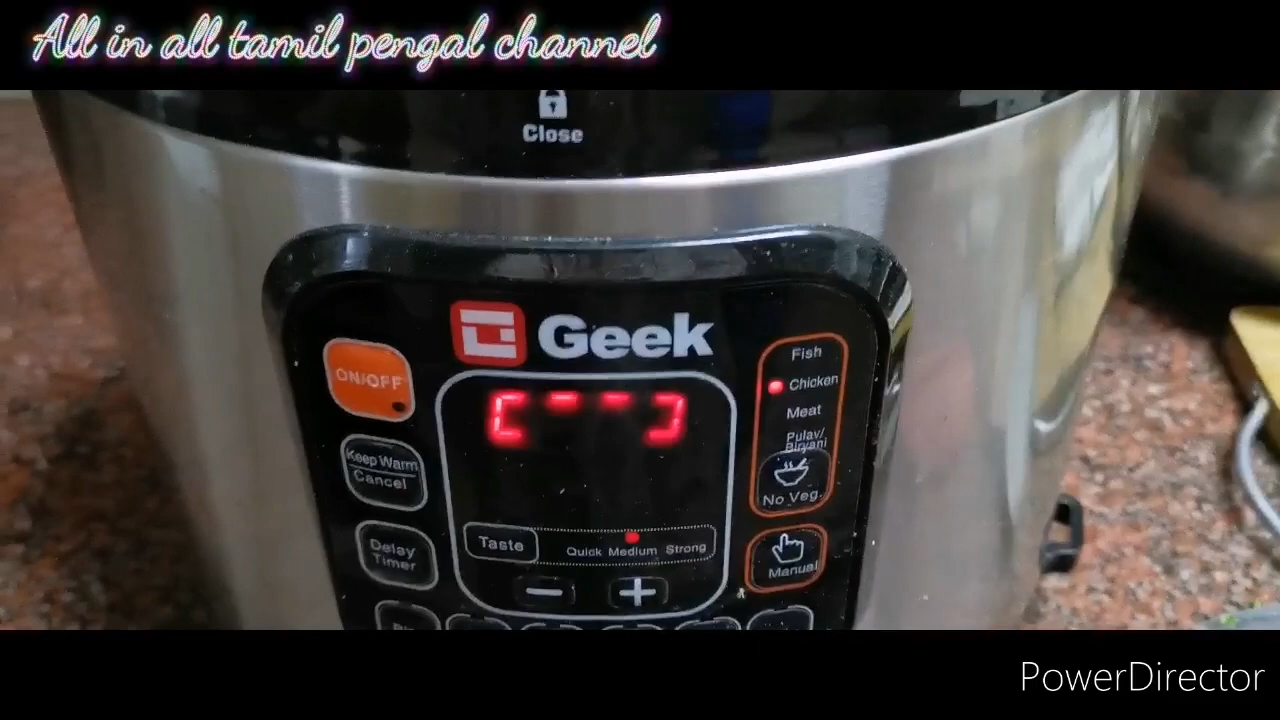 All in all tamil pengal channel
Close
Geek
ON/OFF
Fish
Chicken
Meat
Pulav/
Biryani
No Veg.
Keep Warm
Cancel
Delay
Timer
Taste
Quick Medium Strong
Manual
PowerDirector